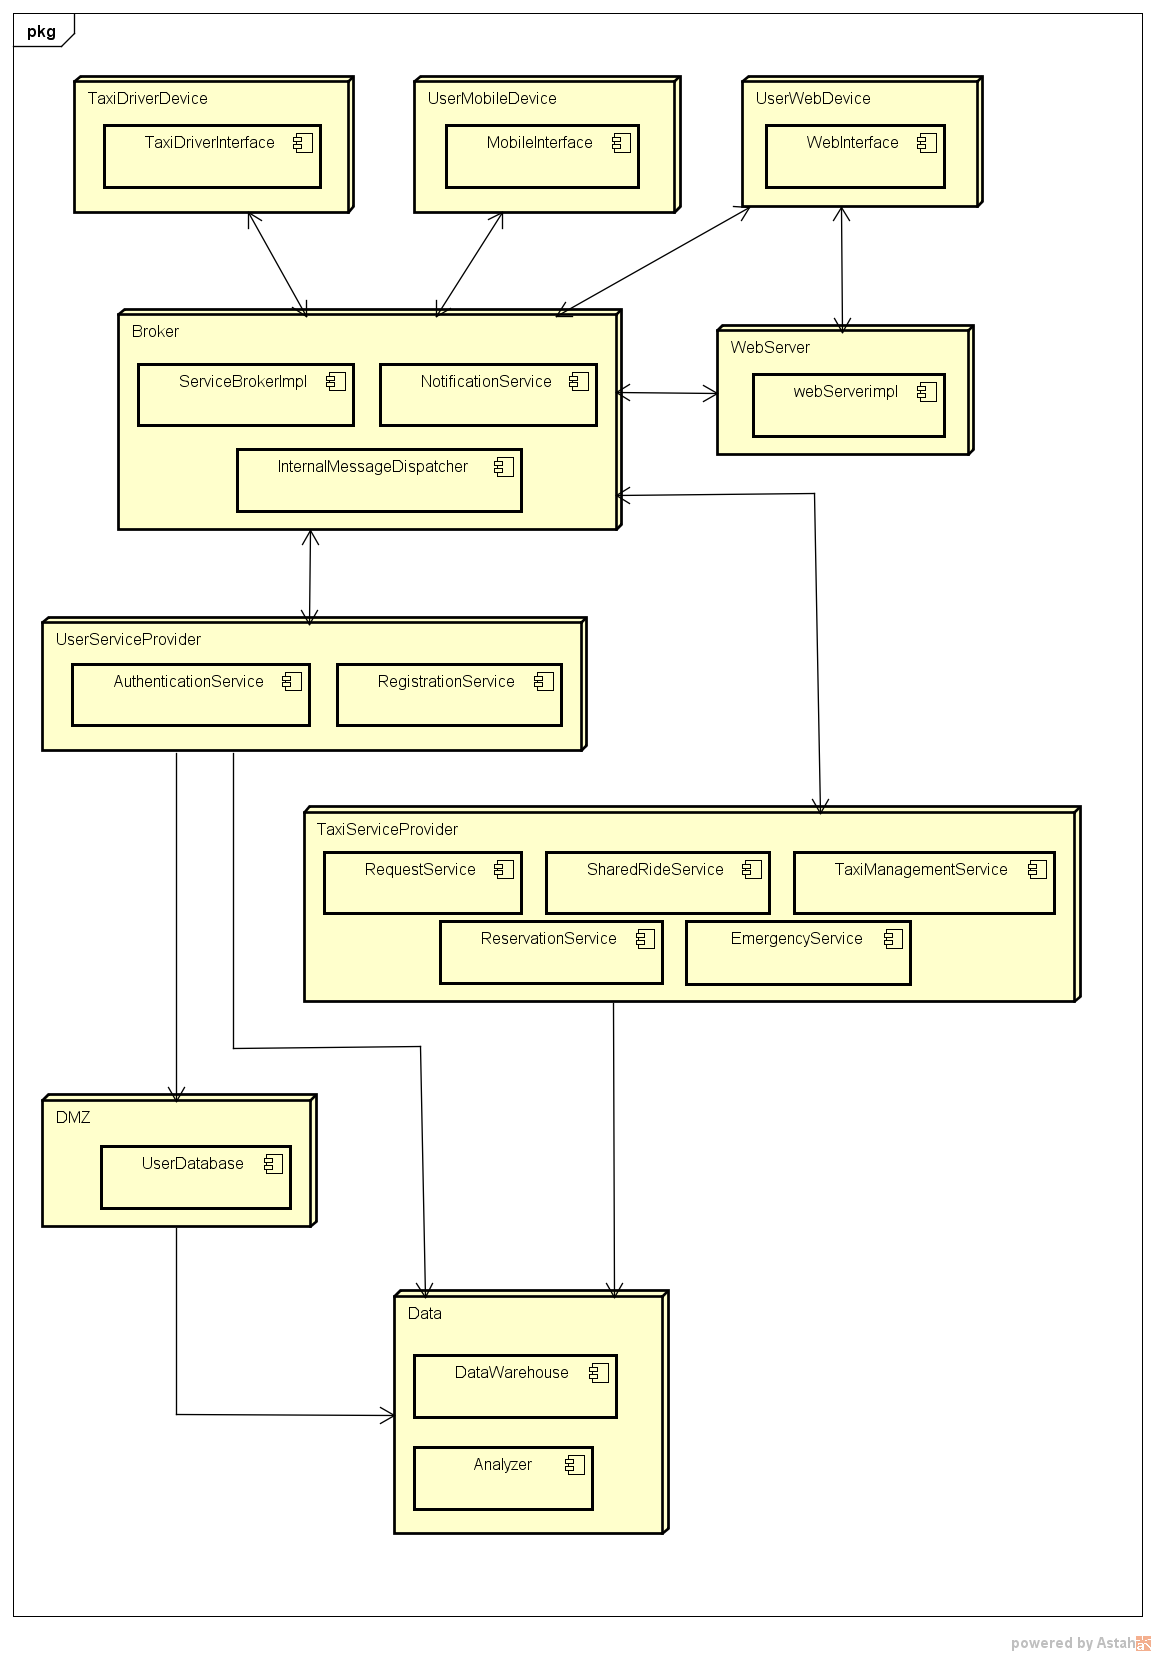 pkg
TaxiDriverDevice
TaxiDriverInterface
UserMobileDevice
MobileInterface
UserWebDevice
WebInterface
Broker
ServiceBrokerImpl
NotificationService
InternalMessageDispatcher
WebServer
webServerimpl
UserServiceProvider
AuthenticationService
RegistrationService
TaxiServiceProvider
RequestService
SharedRideService
TaxiManagementService
ReservationService
EmergencyService
DMZ
UserDatabase
Data
DataWarehouse
Analyzer
powered by Astah